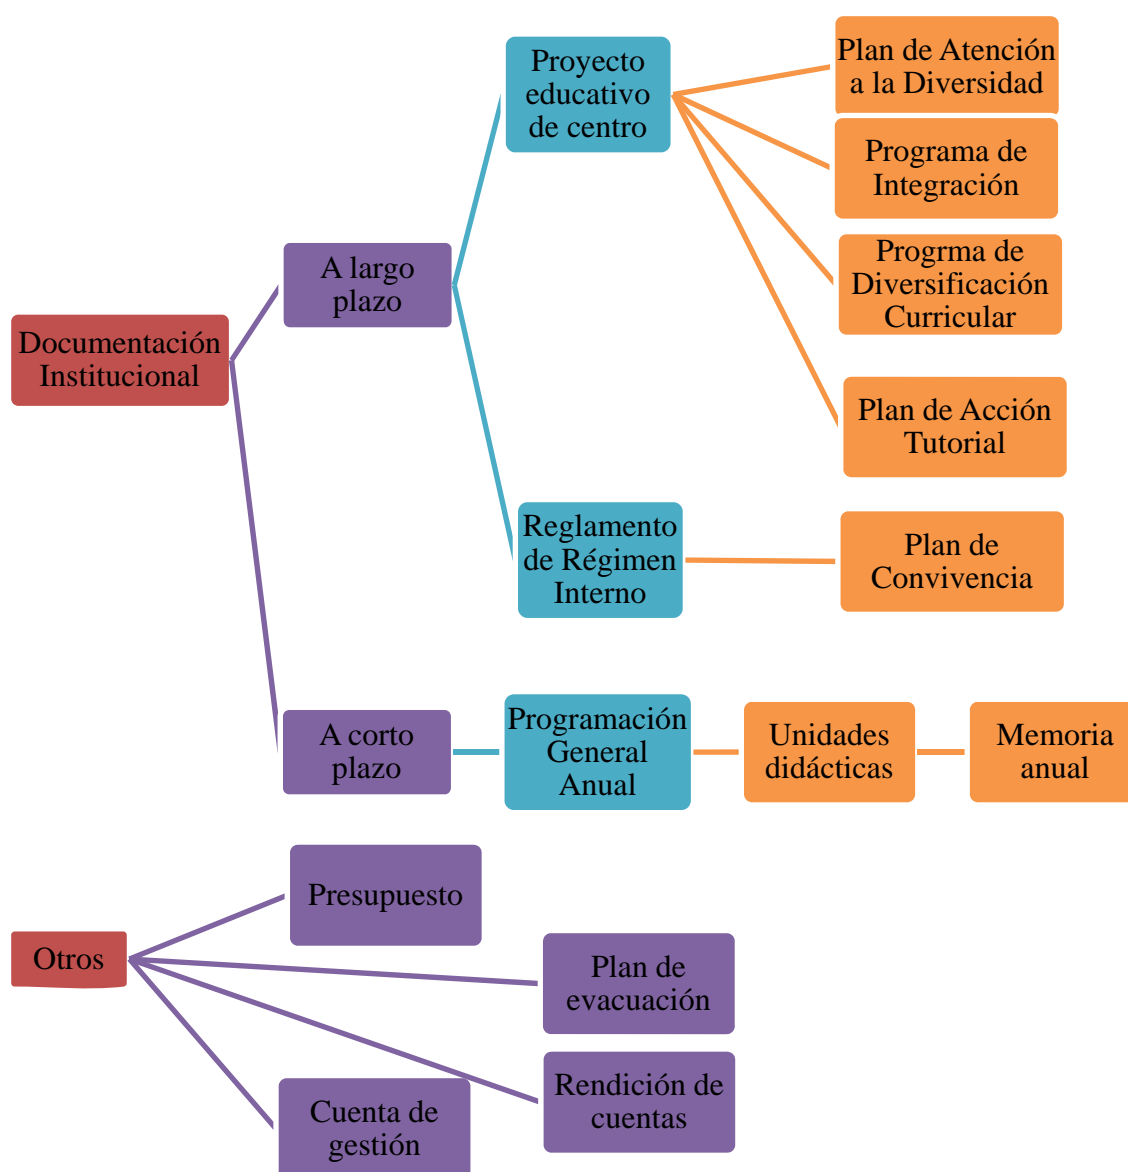 Documentación
Institucional
A largo
plazo
Proyecto
educativo
de centro
Plan de Atención
a la Diversidad
Programa de
Integración
Progrma de
Diversificación
Curricular
Plan de Acción
Tutorial
Reglamento
de Régimen
Interno
Plan de
Convivencia
A corto
plazo
Programación
General
Anual
Unidades
didácticas
Memoria
anual
Otros
Presupuesto
Plan de
evacuación
Rendición de
cuentas
Cuenta de
gestión